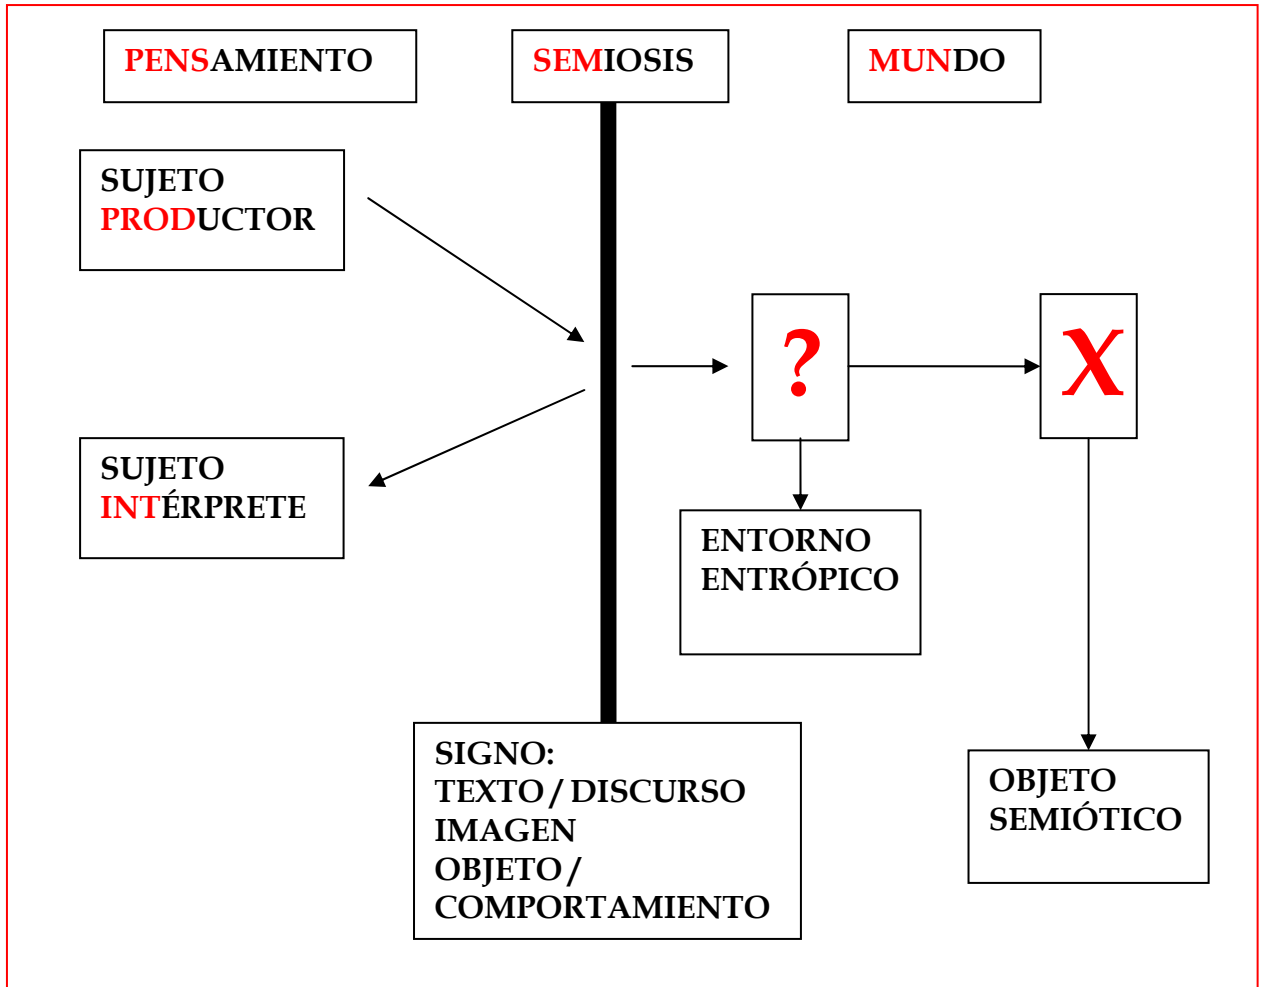 PENSAMIENTO
SEMIOSIS
MUNDO
SUJETO
PRODUCTOR
?
X
SUJETO
INTÉRPRETE
ENTORNO
ENTRÓPICO
SIGNO:
TEXTO / DISCURSO
IMAGEN
OBJETO /
COMPORTAMIENTO
OBJETO
SEMIÓTICO